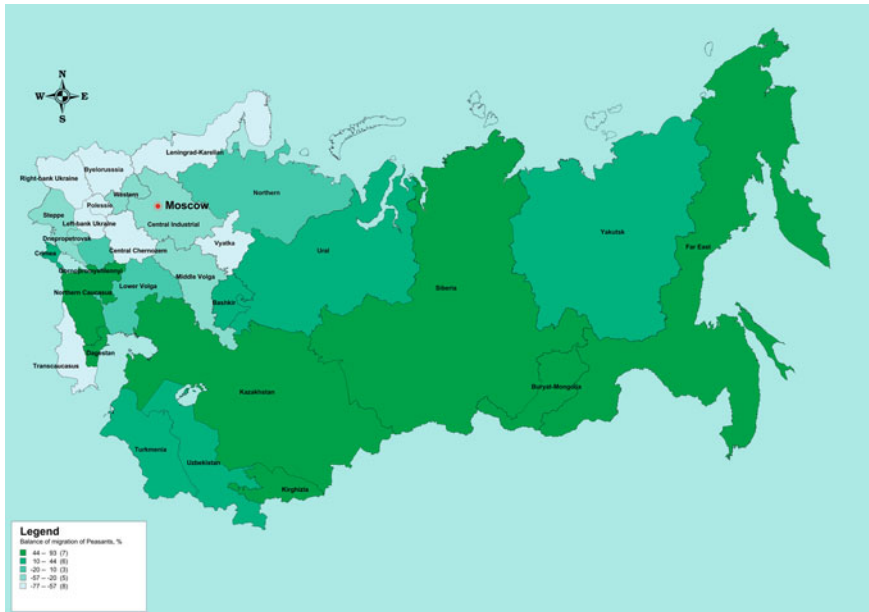 N
W E
S
Leningrad-Karelian
Byelorusssia
Right-bank Ukraine
Western
Northern
Polessie
Moscow
Steppe
Left-bank Ukraine
Central Industrial
Yakutsk
Dnepropetrovsk
Vyatka
Central Chernozem
Ural
Far East
Crimea
Middle Volga
Northern Caucasus
Lower Volga
Bashkir
Siberia
Dagestan
Transcaucasus
Kazakhstan
Buryat-Mongolia
Turkmenia
Uzbekistan
Kirghizia
Legend
Balance of migration of Peasants, %
44 – 93 (7)
10 – 44 (6)
-20 – 10 (3)
-57 – -20 (5)
-77 – -57 (8)